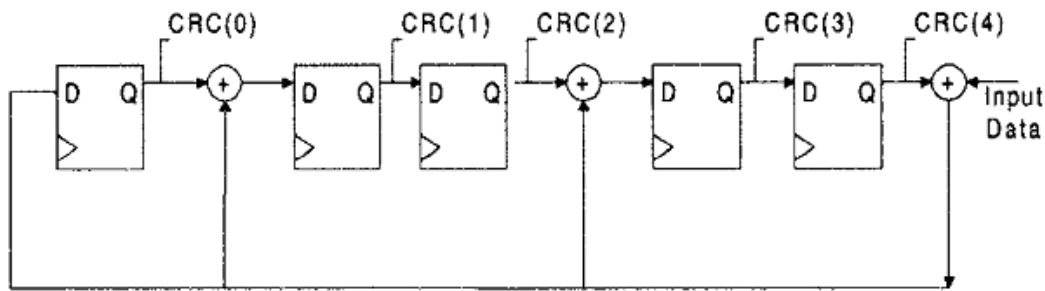 CRC(0)
CRC(1)
CRC(2)
CRC(3)
CRC(4)
D Q
D Q
D Q
D Q
D Q
+
+
+
Input
Data